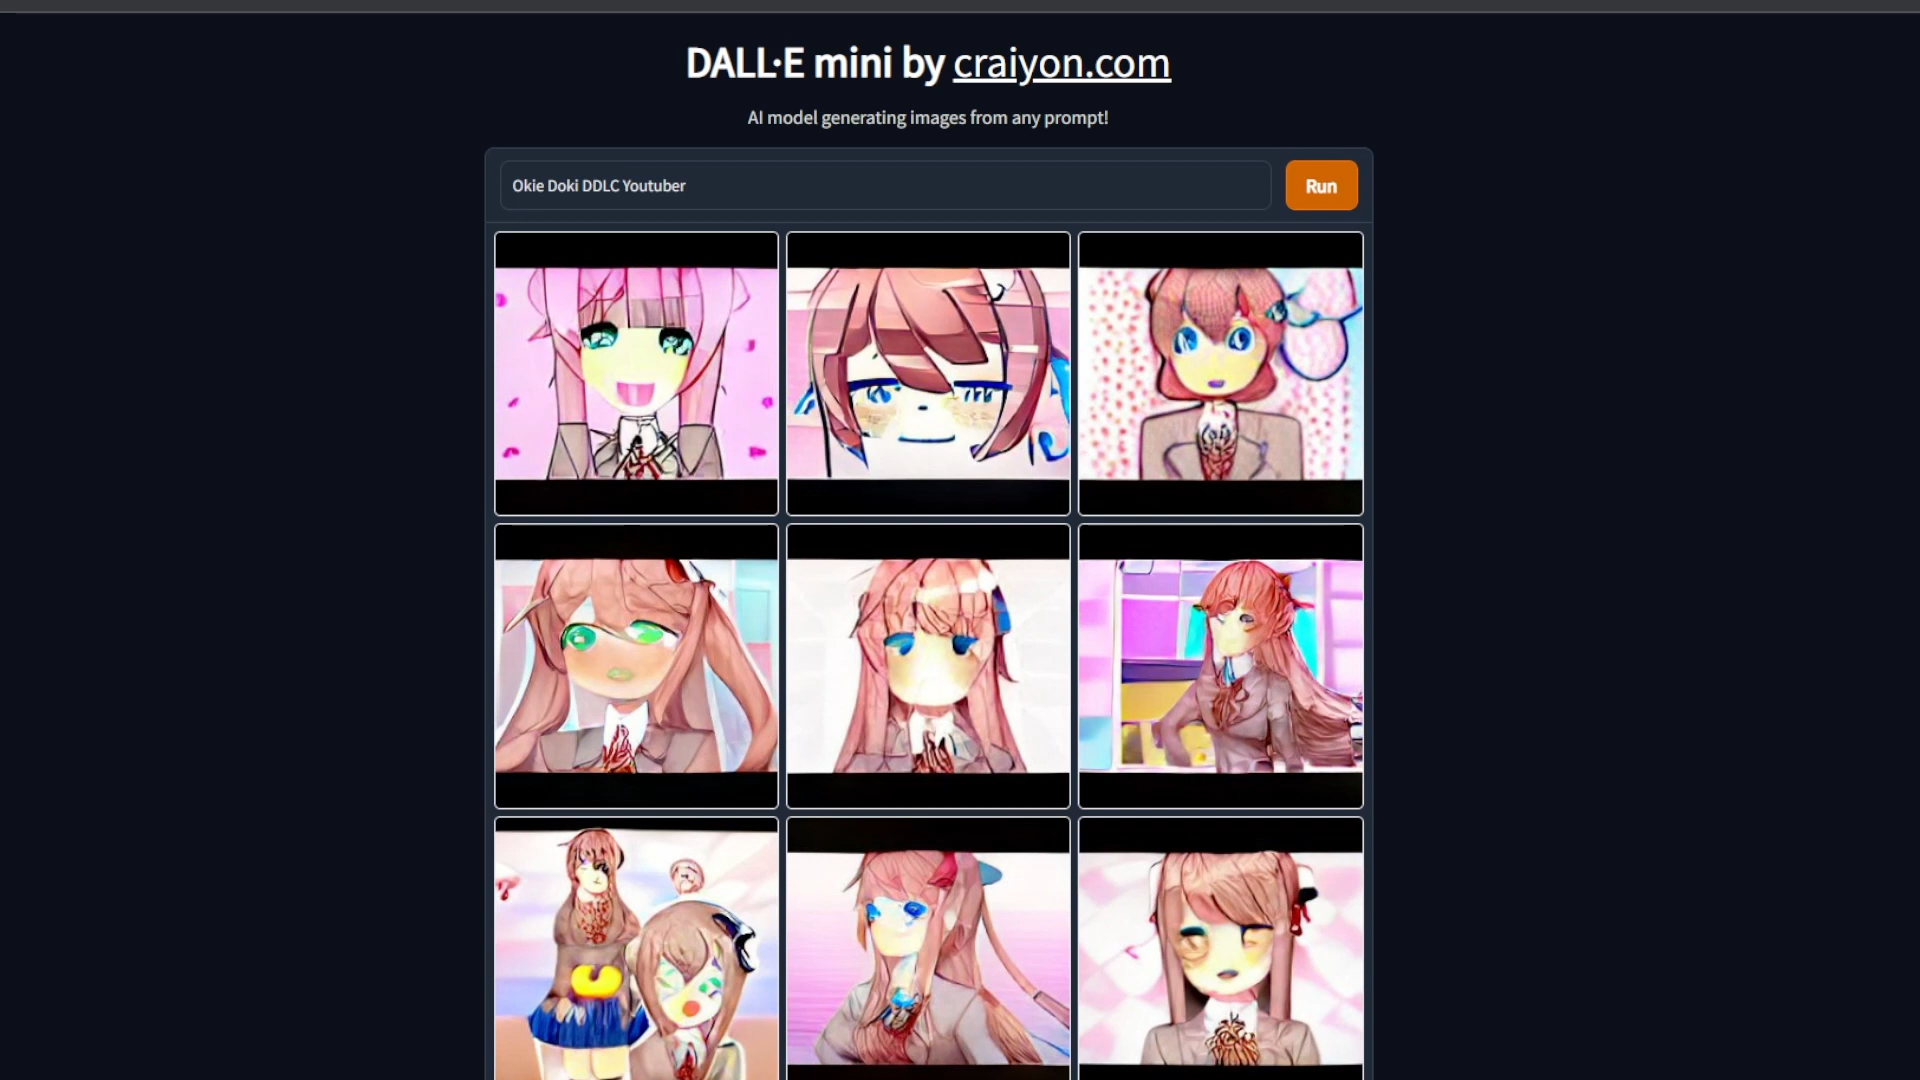 DALL·E mini by craiyon.com
AI model generating images from any prompt!
Okie Doki DDLC Youtuber
Run